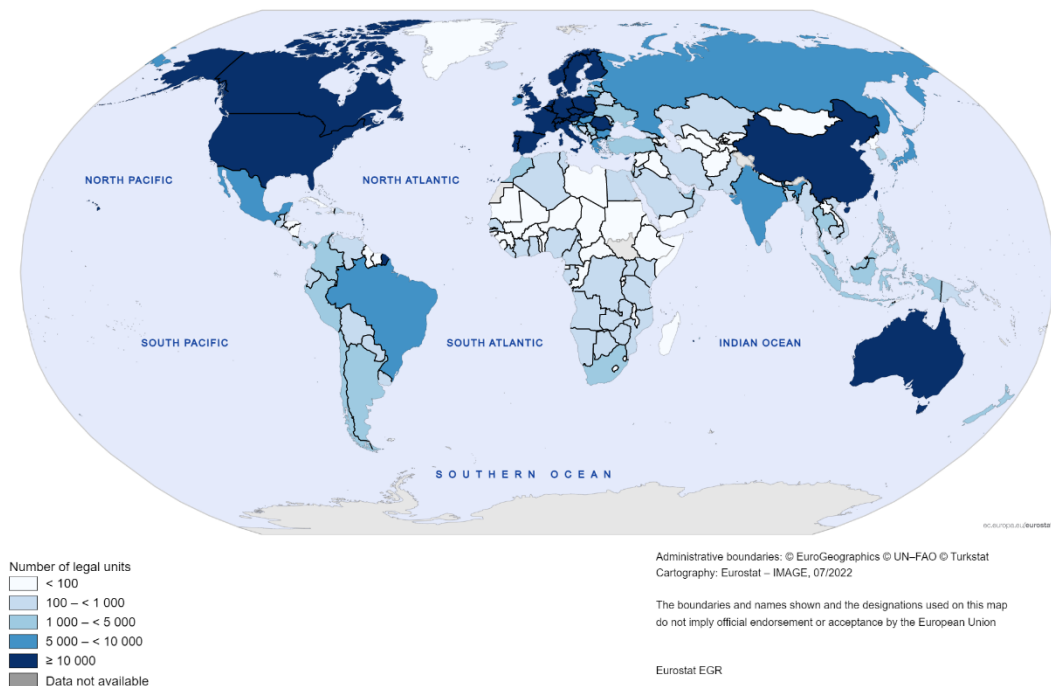 NORTH PACIFIC
NORTH ATLANTIC
SOUTH PACIFIC
SOUTH ATLANTIC
INDIAN OCEAN
SOUTHERN OCEAN
ec.europa.eu/eurostat
Number of legal units
< 100
100 – < 1 000
1 000 – < 5 000
5 000 – < 10 000
≥ 10 000
Data not available
Administrative boundaries: © EuroGeographics © UN–FAO © Turkstat
Cartography: Eurostat – IMAGE, 07/2022
The boundaries and names shown and the designations used on this map
do not imply official endorsement or acceptance by the European Union
Eurostat EGR